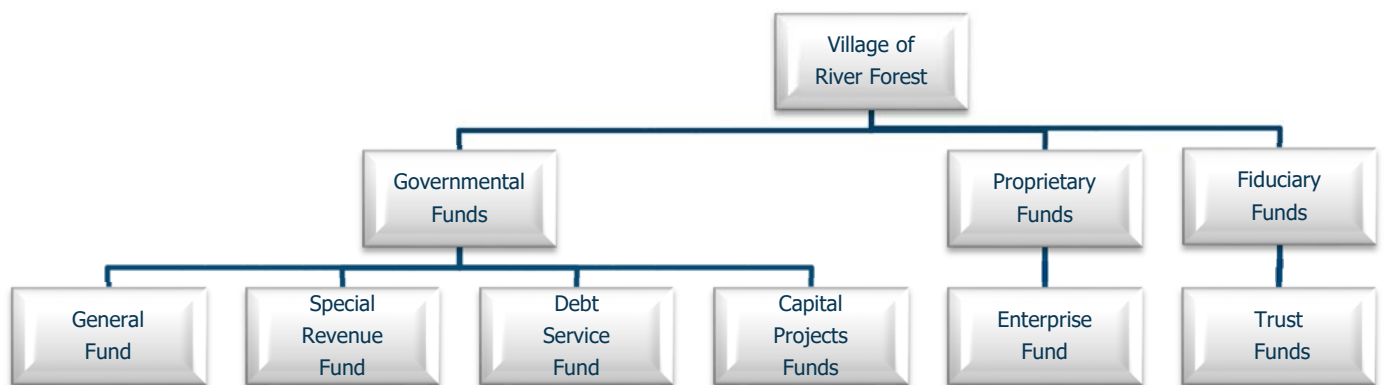 Village of
River Forest
Governmental
Funds
Proprietary
Funds
Fiduciary
Funds
General
Fund
Special
Revenue
Fund
Debt
Service
Fund
Capital
Projects
Funds
Enterprise
Fund
Trust
Funds